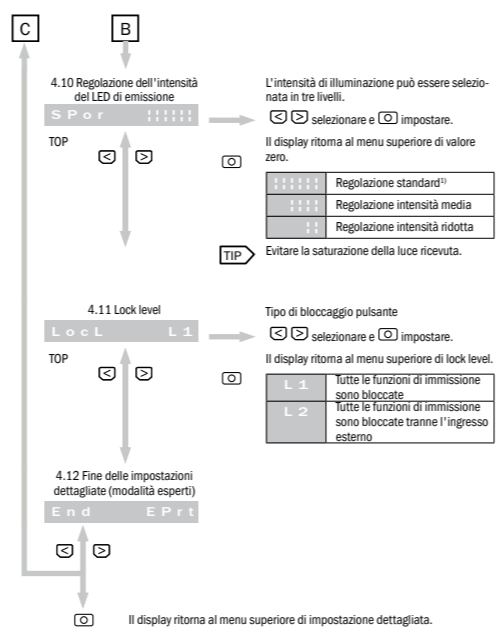 C
B
4.10 Regolazione dell'intensità
del LED di emissione
SPor
TOP
< >
L'intensità di illuminazione può essere selezio-
nata in tre livelli.
< > selezionare e O impostare.
O
Il display ritorna al menu superiore di valore
zero.
Regolazione standard1)
Regolazione intensità media
Regolazione intensità ridotta
TIP
Evitare la saturazione della luce ricevuta.
4.11 Lock level
LocL L1
TOP
< >
Tipo di bloccaggio pulsante
< > selezionare e O impostare.
O
Il display ritorna al menu superiore di lock level.
L1 Tutte le funzioni di immissione
sono bloccate
L2 Tutte le funzioni di immissione
sono bloccate tranne l'ingresso
esterno
4.12 Fine delle impostazioni
dettagliate (modalità esperti)
End EPrt
< >
O Il display ritorna al menu superiore di impostazione dettagliata.